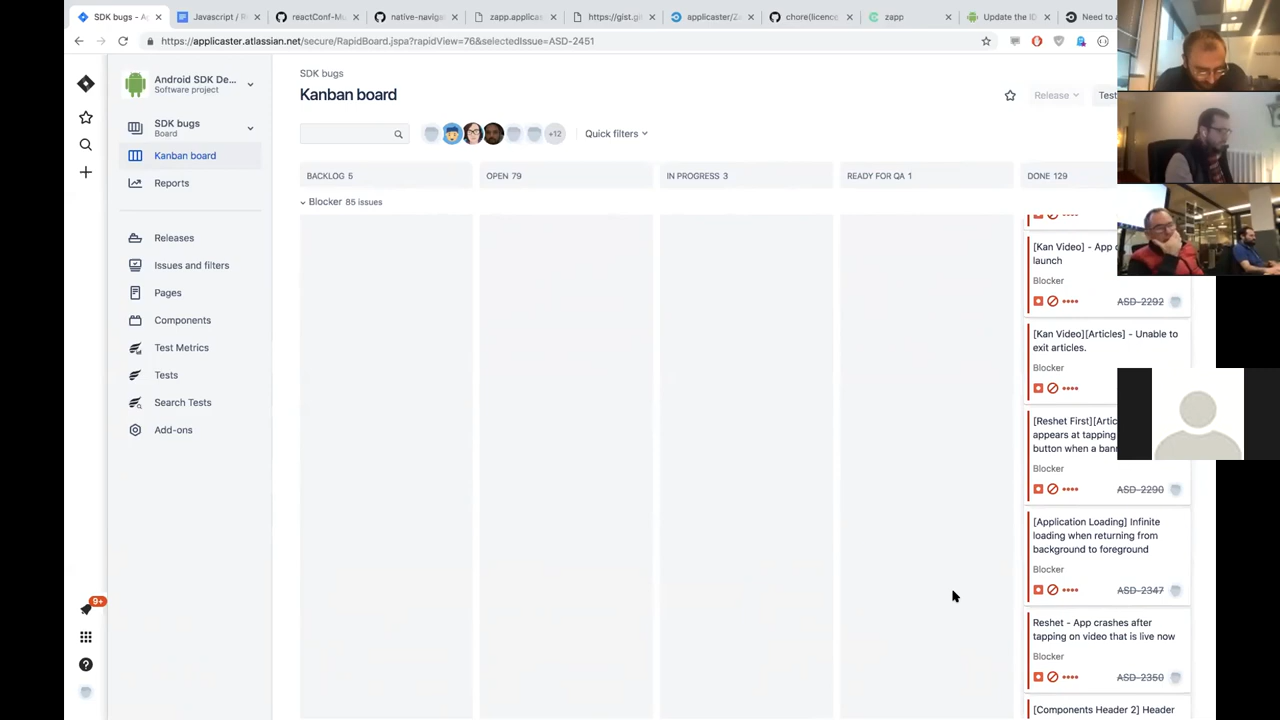 SDK bugs - A
Javascript / R
reactConf-Mu
native-naviga
zapp.applicas
https://gist.gi
applicaster/Za
chore(licence
zapp
Update the ID
Need to a
https://applicaster.atlassian.net/secure/RapidBoard.jspa?rapidView=76&selectedIssue=ASD-2451
Android SDK De...
Software project
SDK bugs
Board
Kanban board
Reports
Releases
Issues and filters
Pages
Components
Test Metrics
Tests
Search Tests
Add-ons
9+
SDK bugs
Kanban board
Release
Test
+12
Quick filters
BACKLOG 5
OPEN 79
IN PROGRESS 3
READY FOR QA 1
DONE 129
Blocker 85 issues
[Kan Video] - App c
launch
Blocker
ASD-2292
[Kan Video][Articles] - Unable to
exit articles.
Blocker
[Reshet First][Artic
appears at tapping
button when a bann
Blocker
ASD-2290
[Application Loading] Infinite
loading when returning from
background to foreground
Blocker
ASD-2347
Reshet - App crashes after
tapping on video that is live now
Blocker
ASD-2350
[Components Header 2] Header